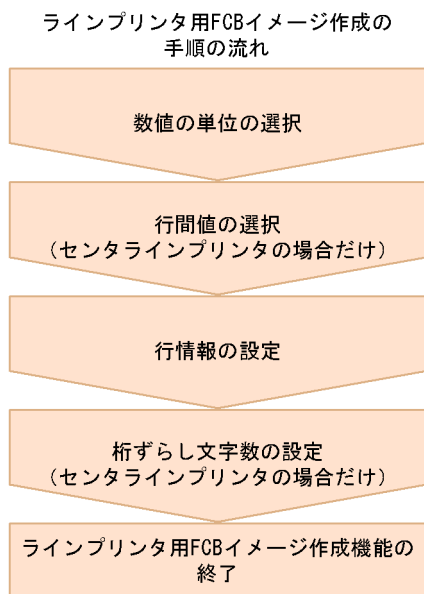 ラインプリンタ用FCBイメージ作成の
手順の流れ
数値の単位の選択
行間値の選択
（センタラインプリンタの場合だけ）
行情報の設定
桁ずらし文字数の設定
（センタラインプリンタの場合だけ）
ラインプリンタ用FCBイメージ作成機能の
終了